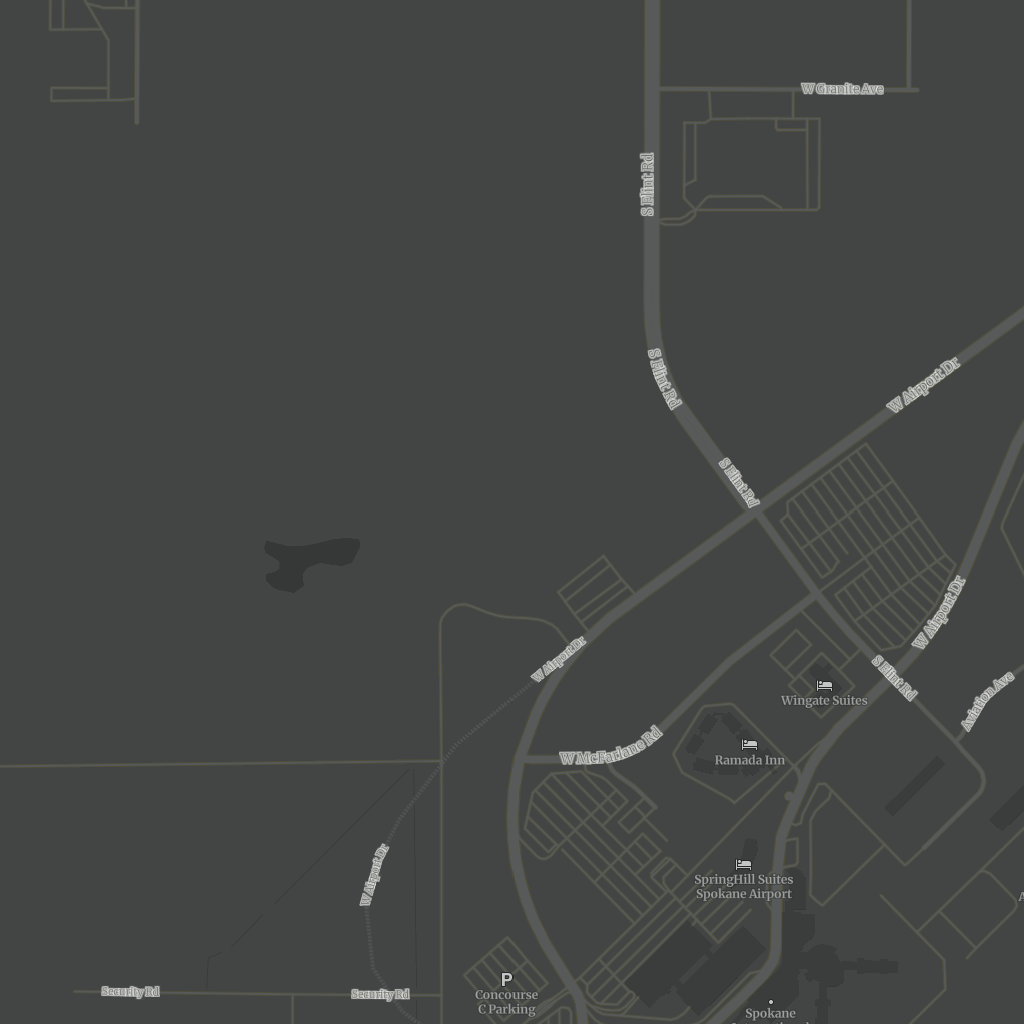 W Granite Ave
S Flint Rd
S Flint Rd
W Airport Dr
S Flint Rd
W Airport Dr
W Airport Dr
S Flint Rd
Wingate Suites
Aviation Ave
W McFarlane Rd
Ramada Inn
W Airport Dr
SpringHill Suites
Spokane Airport
P
Concourse
C Parking
Security Rd
Security Rd
Spokane